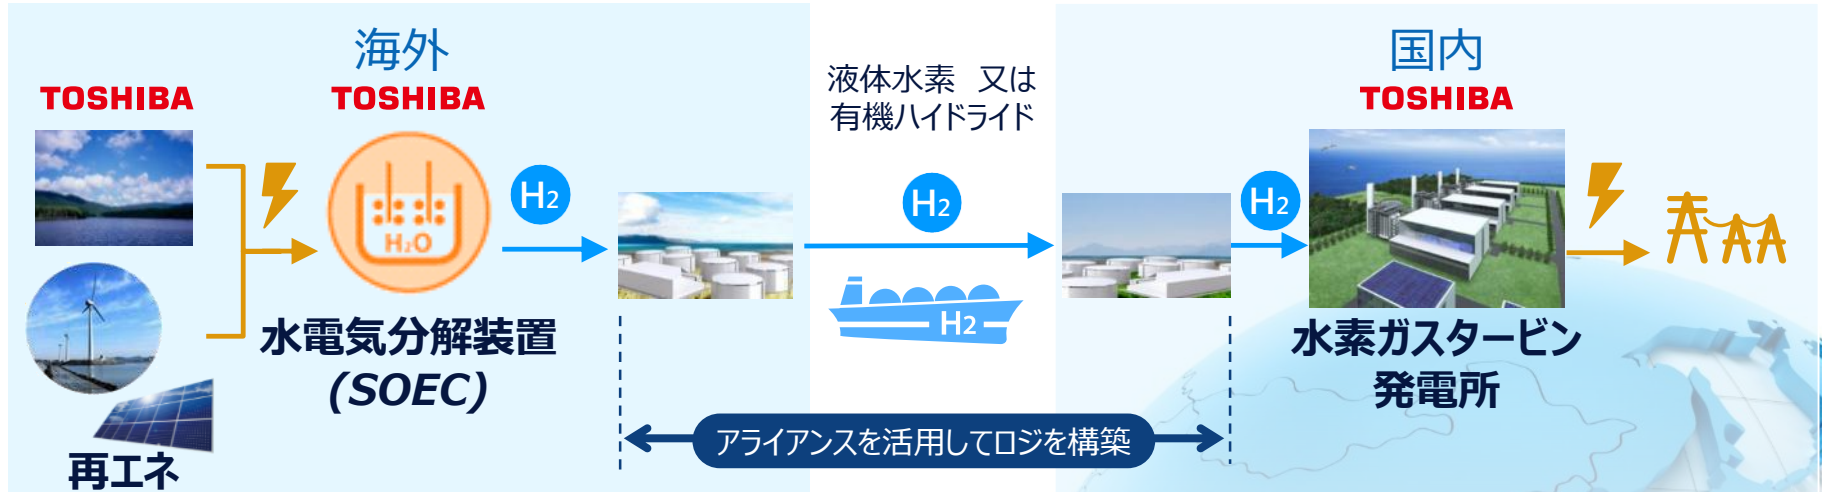 海外
TOSHIBA
TOSHIBA
再エネ
H₂O
水電気分解装置
(SOEC)
H2
液体水素 又は
有機ハイドライド
H2
H2
アライアンスを活用してロジを構築
国内
TOSHIBA
H2
水素ガスタービン
発電所